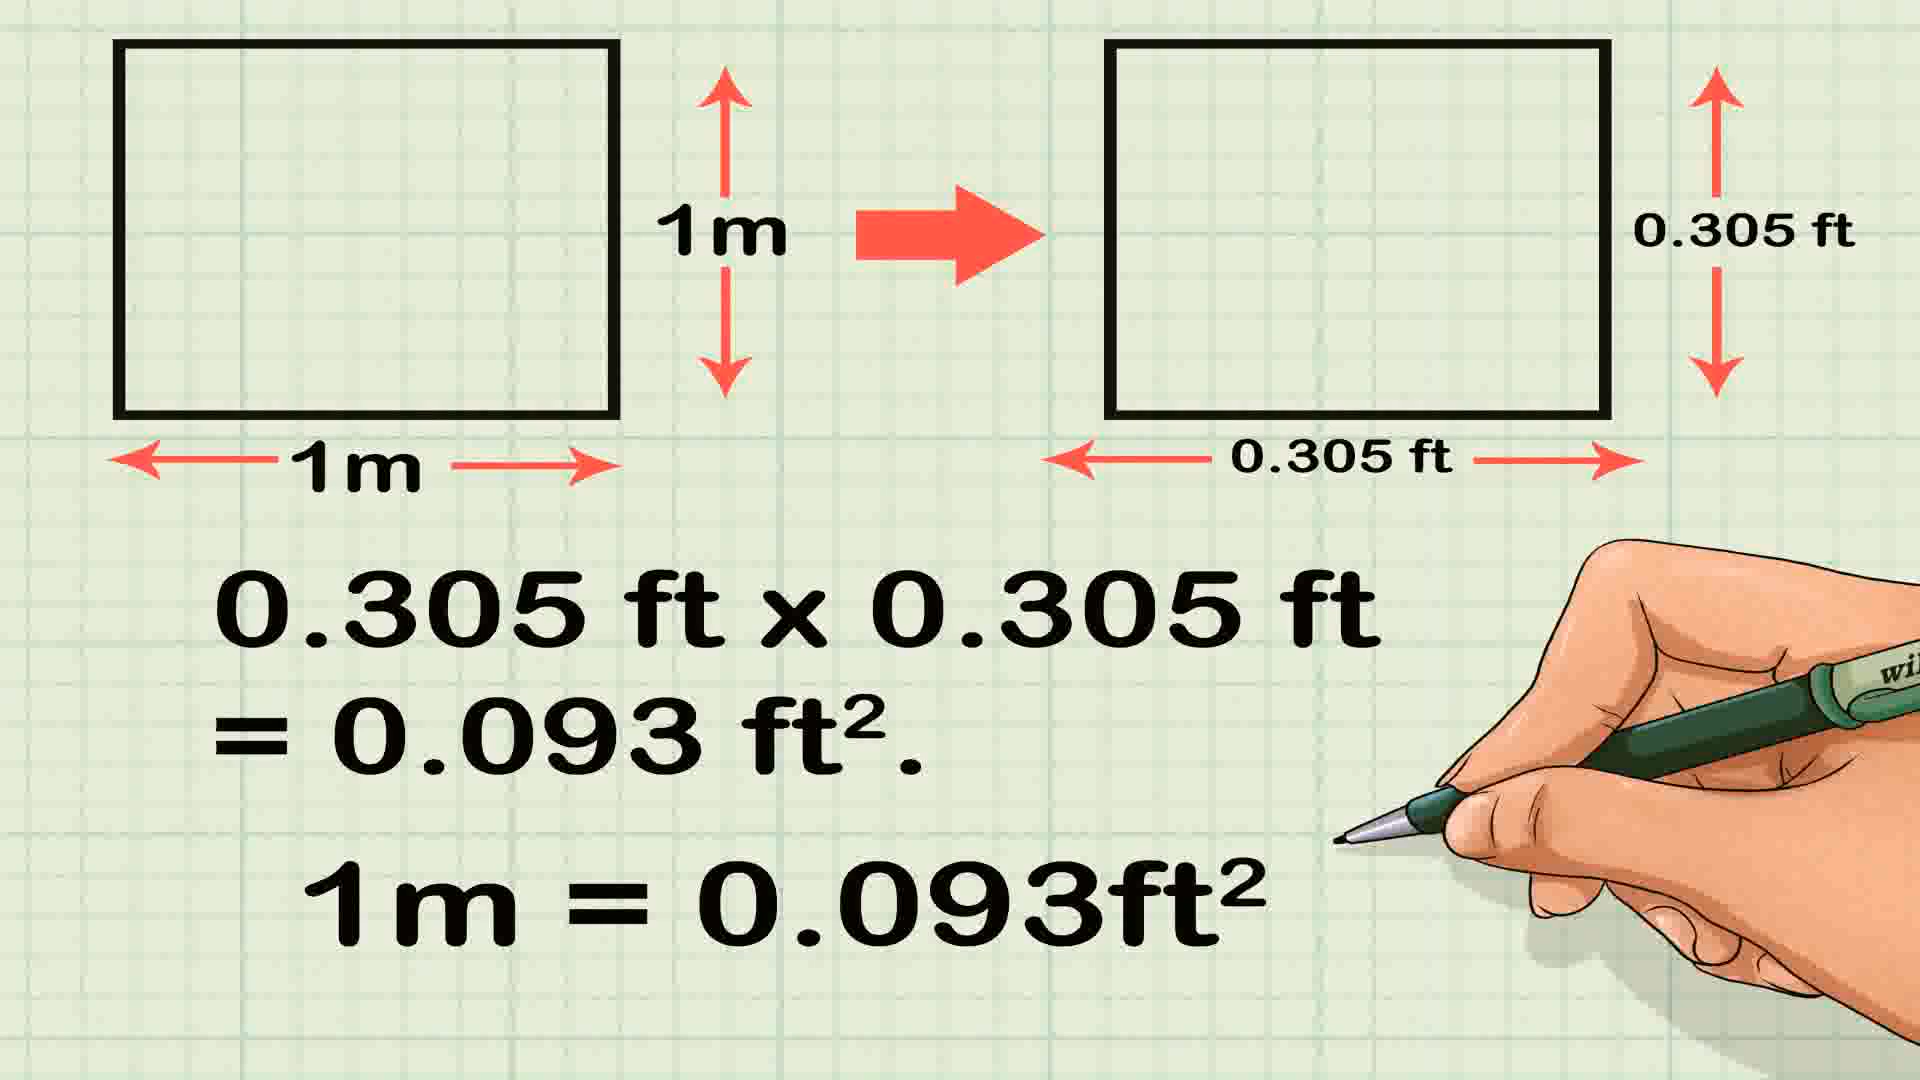 1m
0.305 ft
1m
0.305 ft
0.305 ft x 0.305 ft
= 0.093 ft².
1m = 0.093ft²